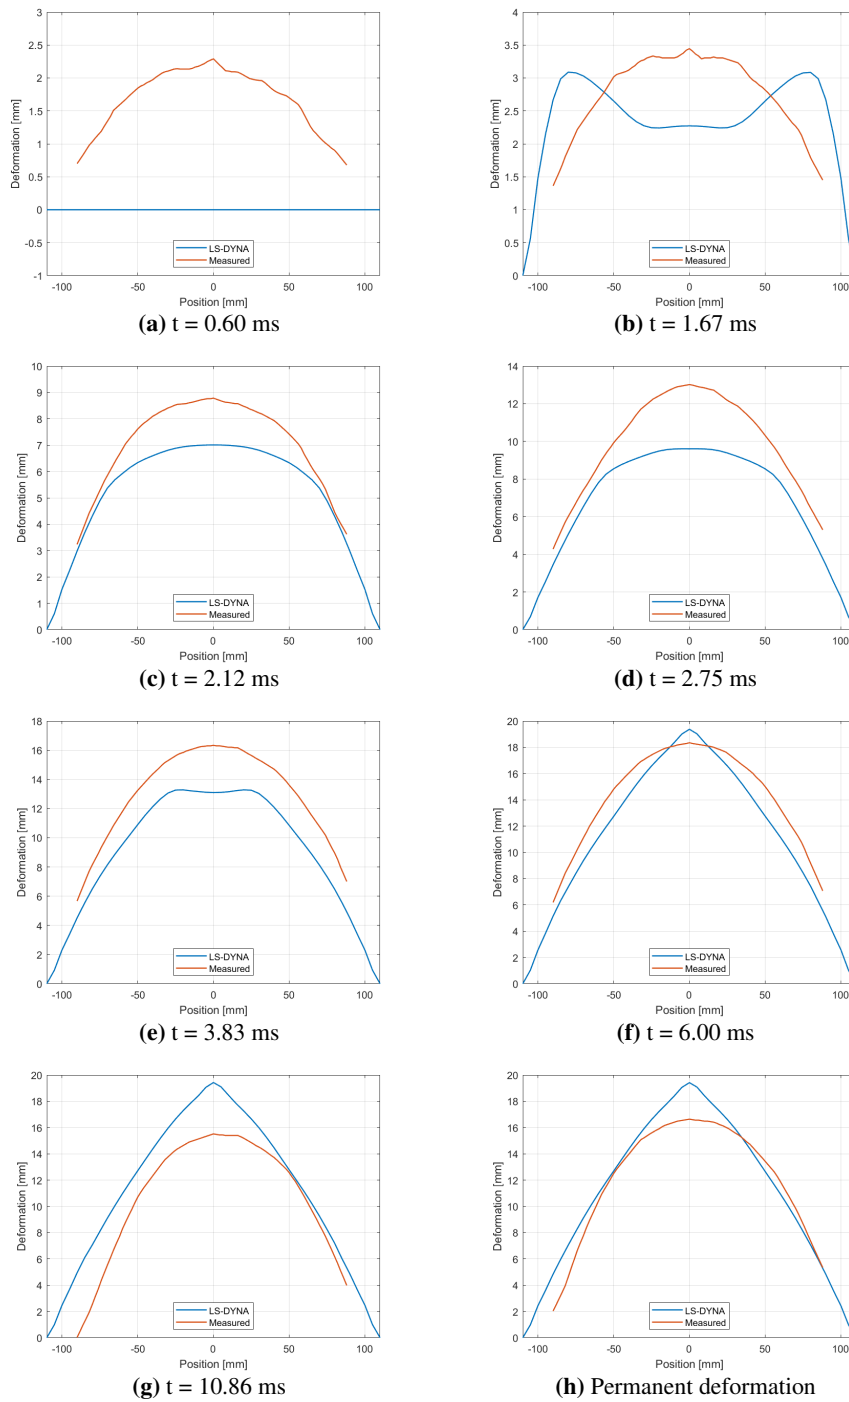 3
2.5
2
1.5
1
0.5
0
-0.5
-1
Deformation [mm]
-100 -50 0 50 100
Position [mm]
LS-DYNA
Measured
(a) t = 0.60 ms
4
3.5
3
2.5
2
1.5
1
0.5
0
Deformation [mm]
-100 -50 0 50 100
Position [mm]
LS-DYNA
Measured
(b) t = 1.67 ms
10
9
8
7
6
5
4
3
2
1
0
Deformation [mm]
-100 -50 0 50 100
Position [mm]
LS-DYNA
Measured
(c) t = 2.12 ms
14
12
10
8
6
4
2
0
Deformation [mm]
-100 -50 0 50 100
Position [mm]
LS-DYNA
Measured
(d) t = 2.75 ms
18
16
14
12
10
8
6
4
2
0
Deformation [mm]
-100 -50 0 50 100
Position [mm]
LS-DYNA
Measured
(e) t = 3.83 ms
20
18
16
14
12
10
8
6
4
2
0
Deformation [mm]
-100 -50 0 50 100
Position [mm]
LS-DYNA
Measured
(f) t = 6.00 ms
20
18
16
14
12
10
8
6
4
2
0
Deformation [mm]
-100 -50 0 50 100
Position [mm]
LS-DYNA
Measured
(g) t = 10.86 ms
20
18
16
14
12
10
8
6
4
2
0
Deformation [mm]
-100 -50 0 50 100
Position [mm]
LS-DYNA
Measured
(h) Permanent deformation